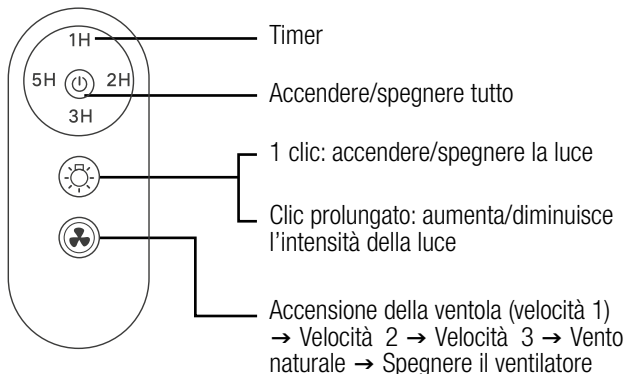 1H
Timer
5H
2H
Accendere/spegnere tutto
3H
1 clic: accendere/spegnere la luce
Clic prolungato: aumenta/diminuisce
l'intensità della luce
Accensione della ventola (velocità 1)
→ Velocità 2 → Velocità 3 → Vento
naturale → Spegnere il ventilatore